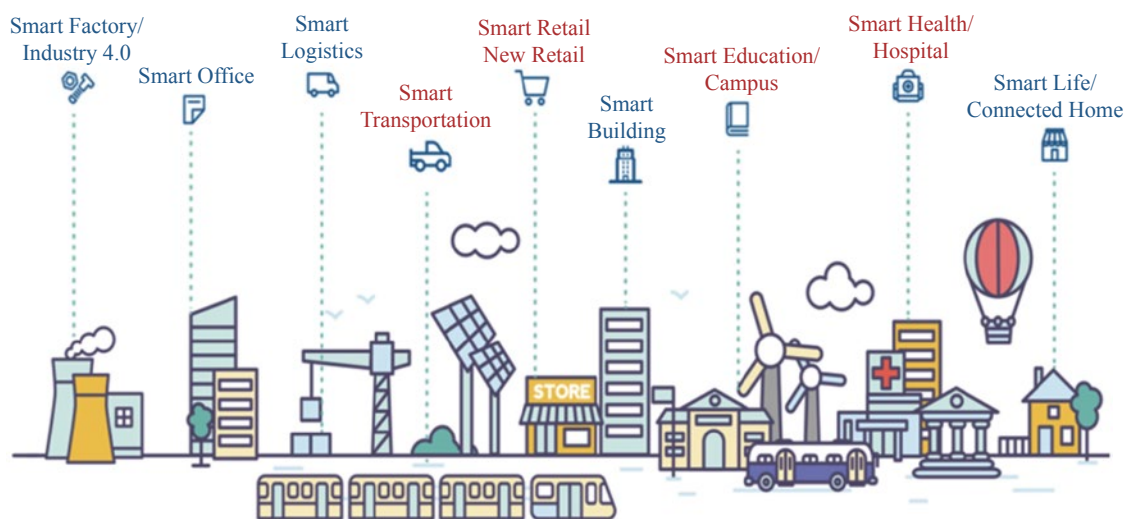 Smart Factory/
Industry 4.0
Smart Office
Smart
Logistics
Smart
Transportation
Smart Retail
New Retail
Smart
Building
Smart Education/
Campus
Smart Health/
Hospital
Smart Life/
Connected Home
STORE